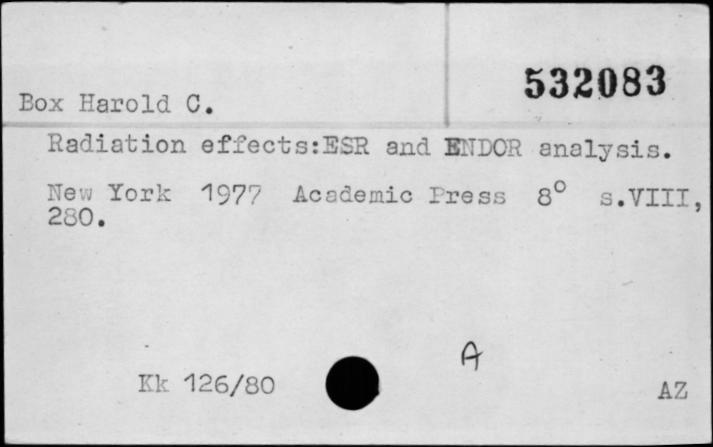 532083
Box Harold C.
Radiation effects:ESR and ENDOR analysis.
New York 1977 Academic Press 8° s.VIII,
280.
A
Kk 126/80
AZ